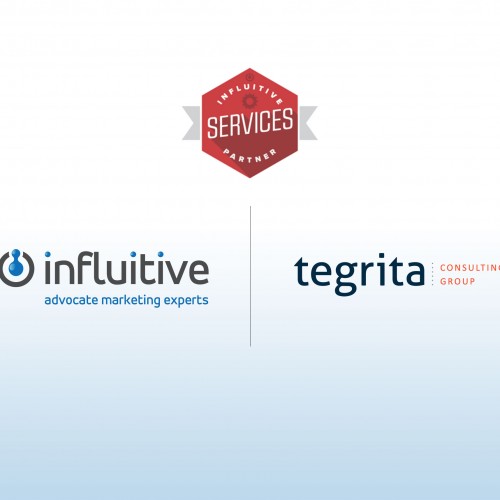 INFLUITIVE
SERVICES
PARTNER
influitive
advocate marketing experts
tegrita
CONSULTING
GROUP